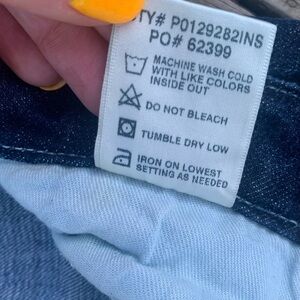 TY# P0129282INS
PO# 62399
MACHINE WASH COLD
WITH LIKE COLORS
INSIDE OUT
DO NOT BLEACH
TUMBLE DRY LOW
IRON ON LOWEST
SETTING AS NEEDED